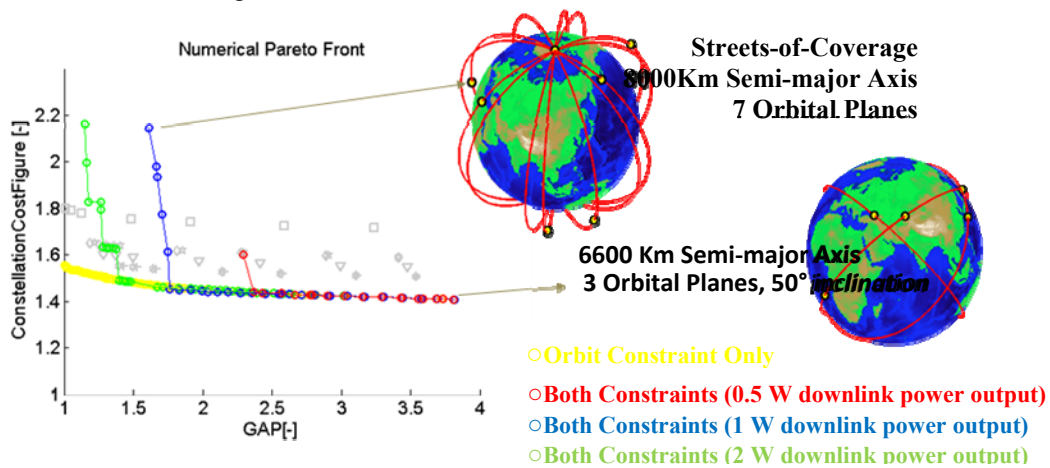 Numerical Pareto Front
ConstellationCostFigure [-]
2.2
2
1.8
1.6
1.4
1.2
1
1
1.5
2
2.5
3
3.5
4
GAP[-]
Streets-of-Coverage
8000Km Semi-major Axis
7 Orbital Planes
6600 Km Semi-major Axis
3 Orbital Planes, 50° inclination
Orbit Constraint Only
Both Constraints (0.5 W downlink power output)
Both Constraints (1 W downlink power output)
Both Constraints (2 W downlink power output)